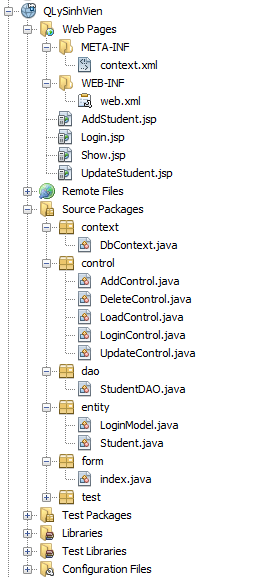 QLySinhVien
Web Pages
META-INF
context.xml
WEB-INF
web.xml
AddStudent.jsp
Login.jsp
Show.jsp
UpdateStudent.jsp
Remote Files
Source Packages
context
DbContext.java
control
AddControl.java
DeleteControl.java
LoadControl.java
LoginControl.java
UpdateControl.java
dao
StudentDAO.java
entity
LoginModel.java
Student.java
form
index.java
test
Test Packages
Libraries
Test Libraries
Configuration Files